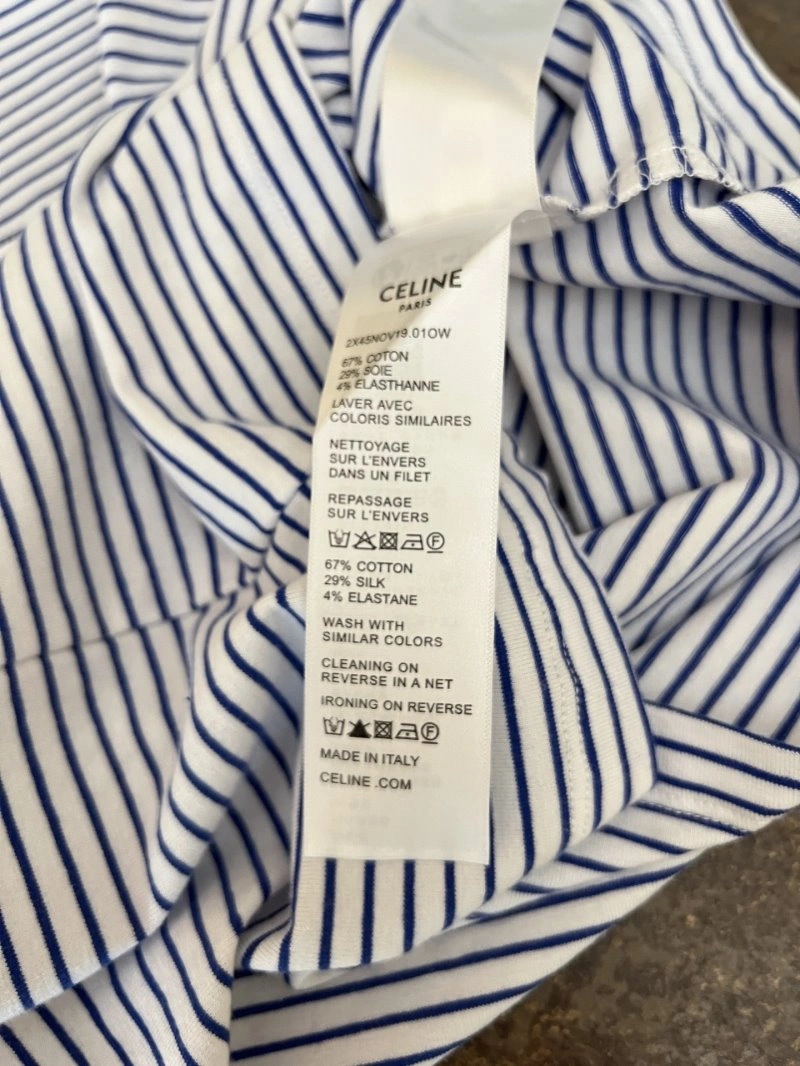 CELINE
PARIS
2X45NOV19.01OW
67% COTON
29% SOIE
4% ELASTHANNE
LAVER AVEC
COLORIS SIMILAIRES
NETTOYAGE
SUR L'ENVERS
DANS UN FILET
REPASSAGE
SUR L'ENVERS
F
67% COTTON
29% SILK
4% ELASTANE
WASH WITH
SIMILAR COLORS
CLEANING ON
REVERSE IN A NET
IRONING ON REVERSE
F
MADE IN ITALY
CELINE .COM